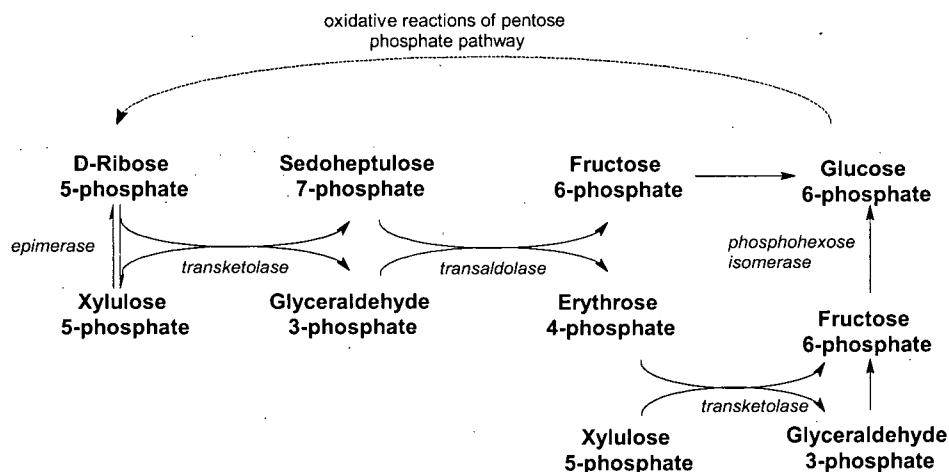 oxidative reactions of pentose
phosphate pathway
D-Ribose
5-phosphate
Sedoheptulose
7-phosphate
Fructose
6-phosphate
Glucose
6-phosphate
epimerase
transketolase
transaldolase
phosphohexose
isomerase
Xylulose
5-phosphate
Glyceraldehyde
3-phosphate
Erythrose
4-phosphate
Fructose
6-phosphate
transketolase
Xylulose
5-phosphate
Glyceraldehyde
3-phosphate